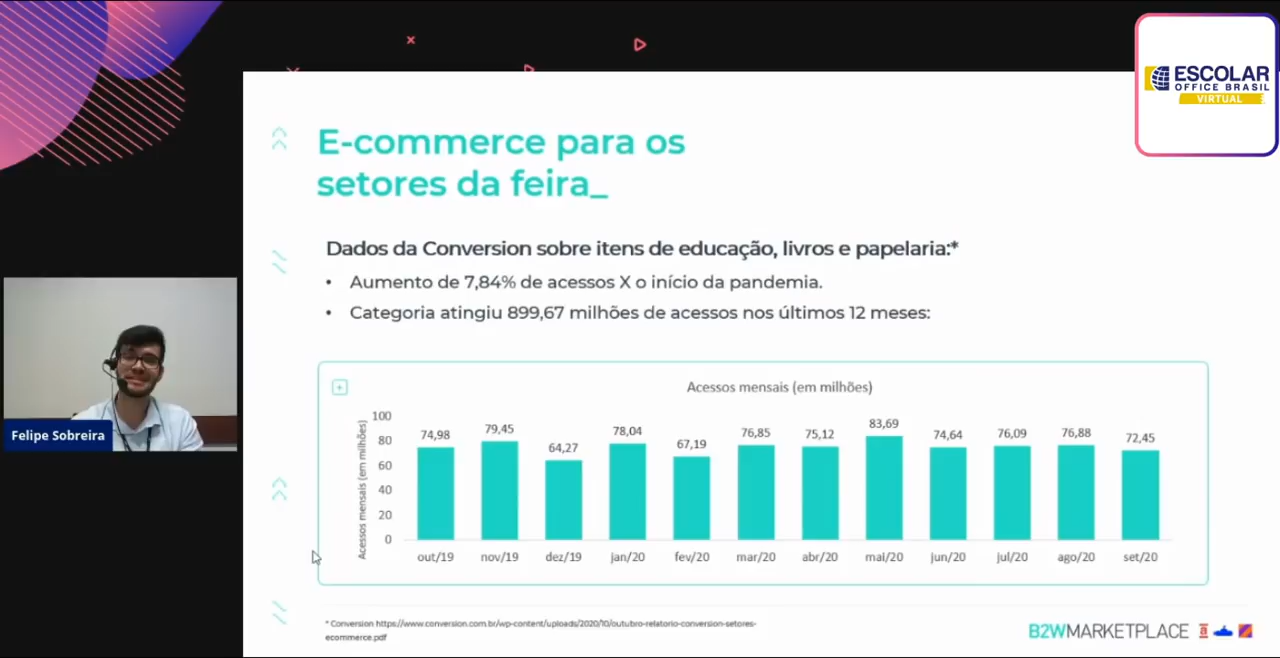 ESCOLAR
OFFICE BRASIL
VIRTUAL
E-commerce para os
setores da feira_
Dados da Conversion sobre itens de educação, livros e papelaria:*
• Aumento de 7,84% de acessos X o início da pandemia.
• Categoria atingiu 899,67 milhões de acessos nos últimos 12 meses:
Felipe Sobreira
Acessos mensais (em milhões)
Acessos mensais (em milhões)
100
80
60
40
20
0
74,98 79,45 64,27 78,04 67,19 76,85 75,12 83,69 74,64 76,09 76,88 72,45
out/19 nov/19 dez/19 jan/20 fev/20 mar/20 abr/20 mai/20 jun/20 jul/20 ago/20 set/20
* Conversion https://www.conversion.com.br/wp-content/uploads/2020/10/outubro-relatorio-conversion-setores-
ecommerce.pdf
B2WMARKETPLACE